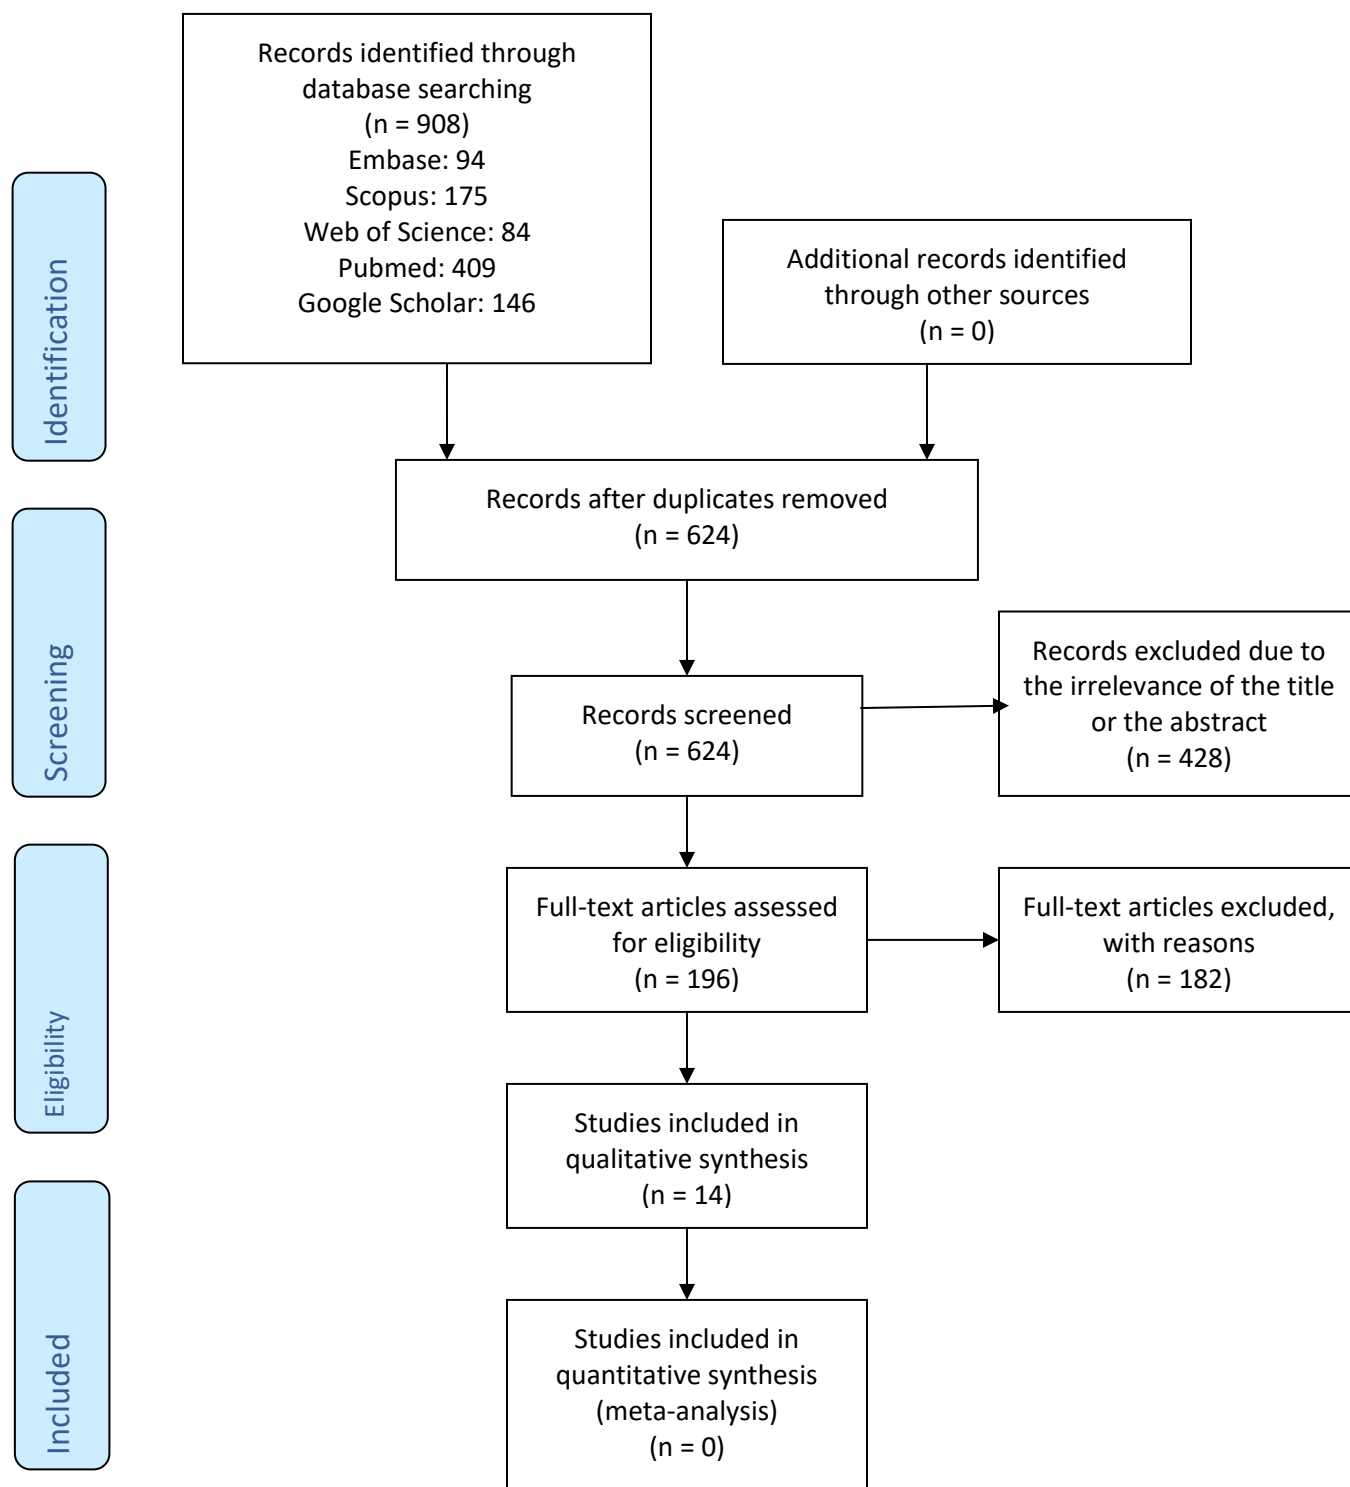 Records identified through
database searching
(n = 908)
Embase: 94
Scopus: 175
Web of Science: 84
Pubmed: 409
Google Scholar: 146
Additional records identified
through other sources
(n = 0)
Identification
Records after duplicates removed
(n = 624)
Screening
Records screened
(n = 624)
Records excluded due to
the irrelevance of the title
or the abstract
(n = 428)
Eligibility
Full-text articles assessed
for eligibility
(n = 196)
Full-text articles excluded,
with reasons
(n = 182)
Studies included in
qualitative synthesis
(n = 14)
Included
Studies included in
quantitative synthesis
(meta-analysis)
(n = 0)